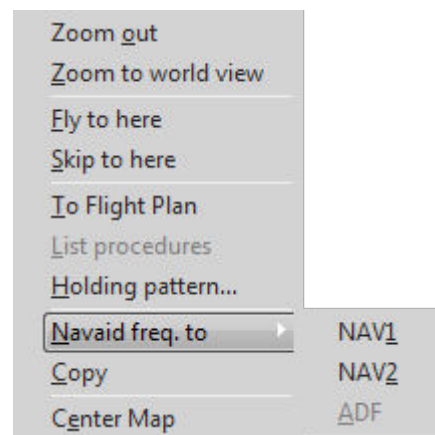 Zoom out
Zoom to world view
Fly to here
Skip to here
To Flight Plan
List procedures
Holding pattern...
Navaid freq. to
NAV1
Copy
NAV2
Center Map
ADF